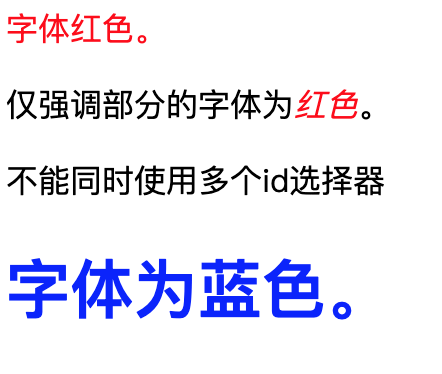 字体红色。
仅强调部分的字体为红色。
不能同时使用多个id选择器
字体为蓝色。